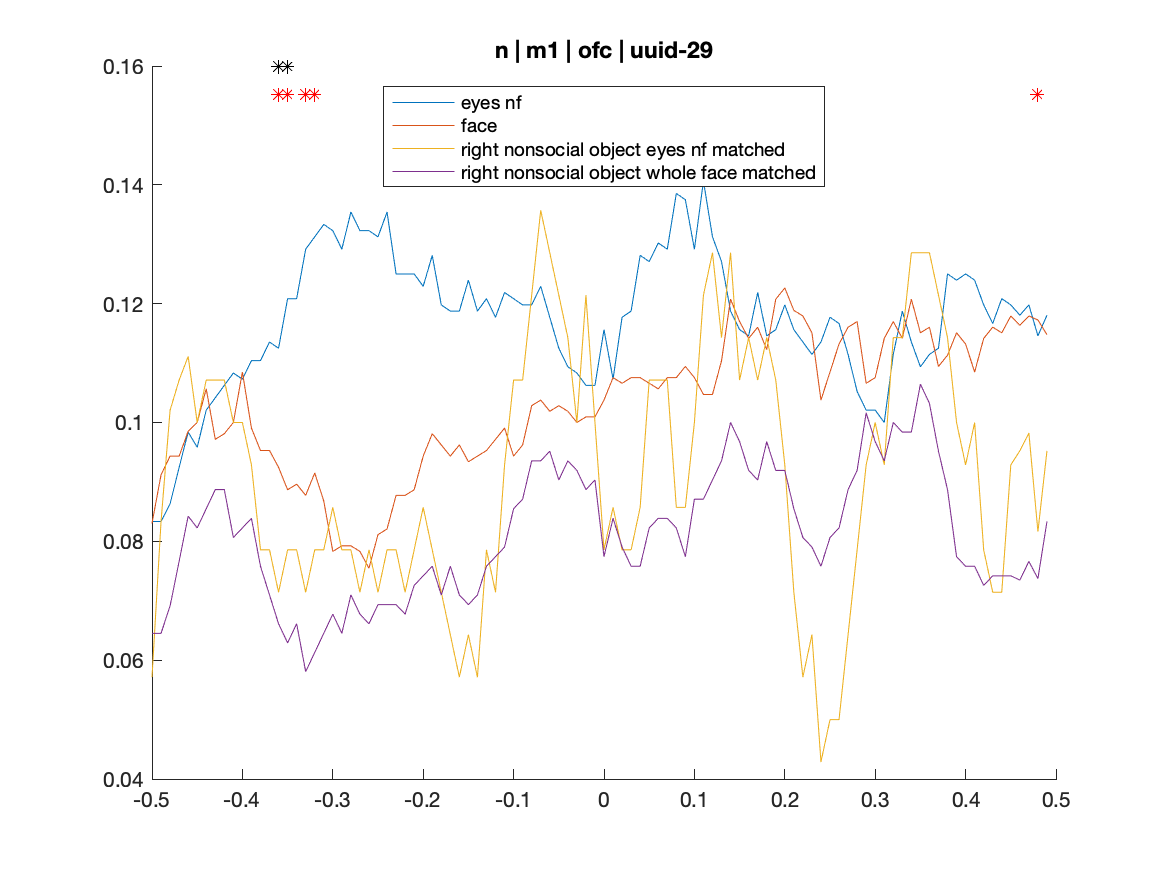 n | m1 | ofc | uuid-29
0.16
0.14
0.12
0.1
0.08
0.06
0.04
eyes nf
face
right nonsocial object eyes nf matched
right nonsocial object whole face matched
-0.5 -0.4 -0.3 -0.2 -0.1 0 0.1 0.2 0.3 0.4 0.5